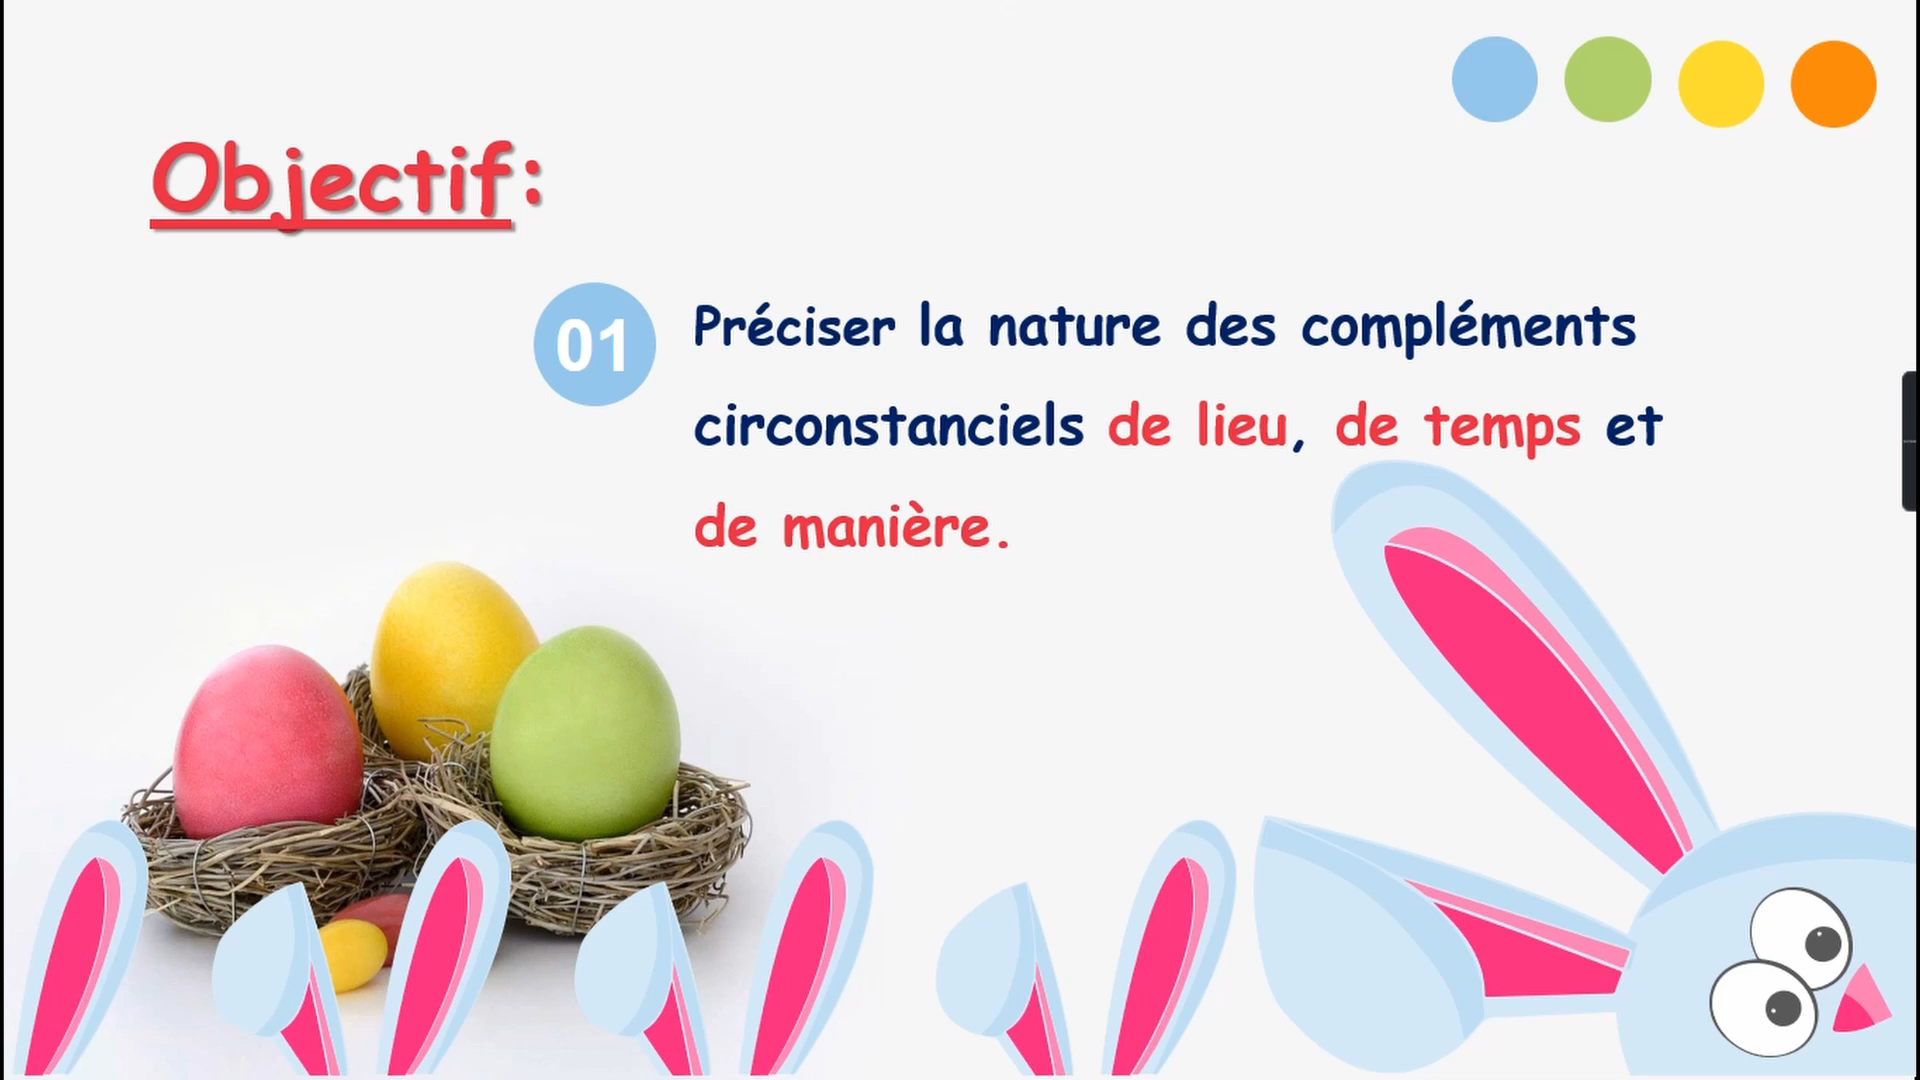 Objectif:
01
Préciser la nature des compléments
circonstanciels de lieu, de temps et
de manière.